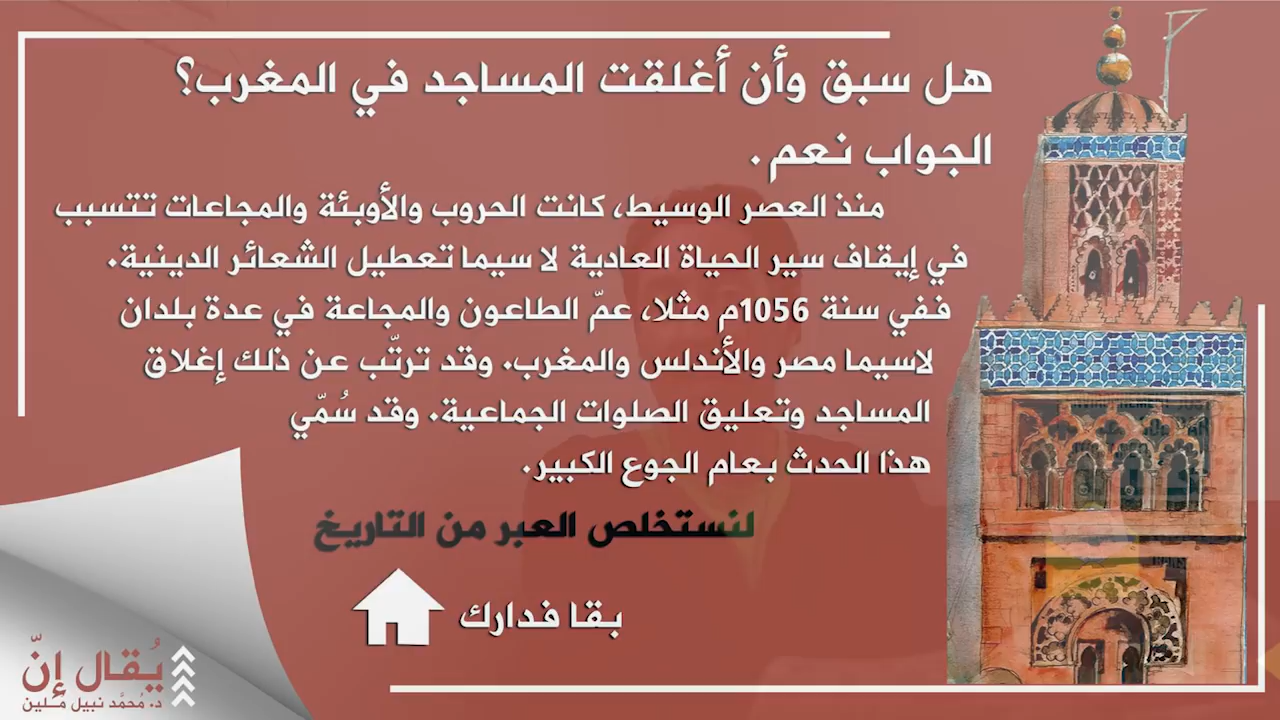 هل سبق وأن أغلقت المساجد في المغرب؟
الجواب نعم.
منذ العصر الوسيط، كانت الحروب والأوبئة والمجاعات تتسبب
في إيقاف سير الحياة العادية لا سيما تعطيل الشعائر الدينية.
ففي سنة 1056م مثلا، عمّ الطاعون والمجاعة في عدة بلدان
لاسيما مصر والأندلس والمغرب. وقد ترتّب عن ذلك إغلاق
المساجد وتعليق الصلوات الجماعية. وقد سُمّي
هذا الحدث بعام الجوع الكبير.
لنستخلص العبر من التاريخ
بقا فدارك
يُقال إنّ
د. مُحمَّد نبيل مـلين